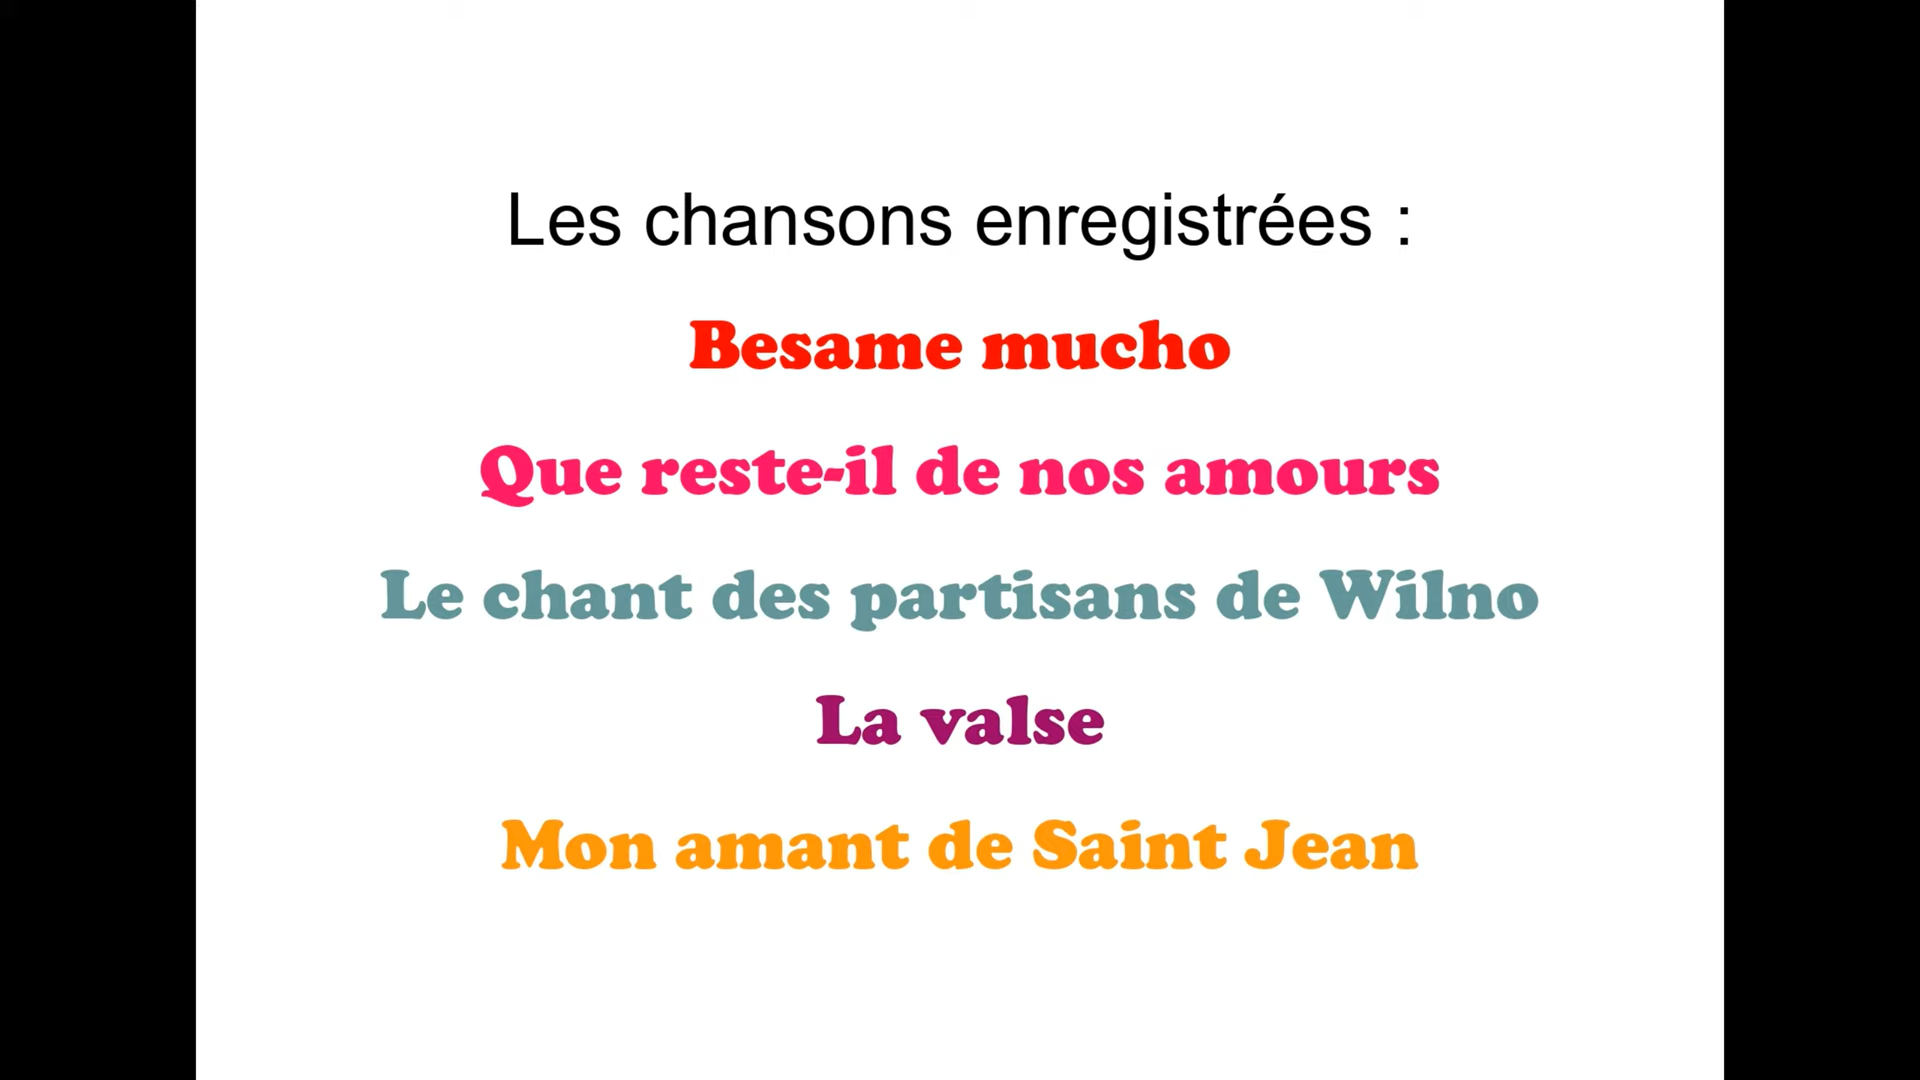 Les chansons enregistrées :
Besame mucho
Que reste-il de nos amours
Le chant des partisans de Wilno
La valse
Mon amant de Saint Jean